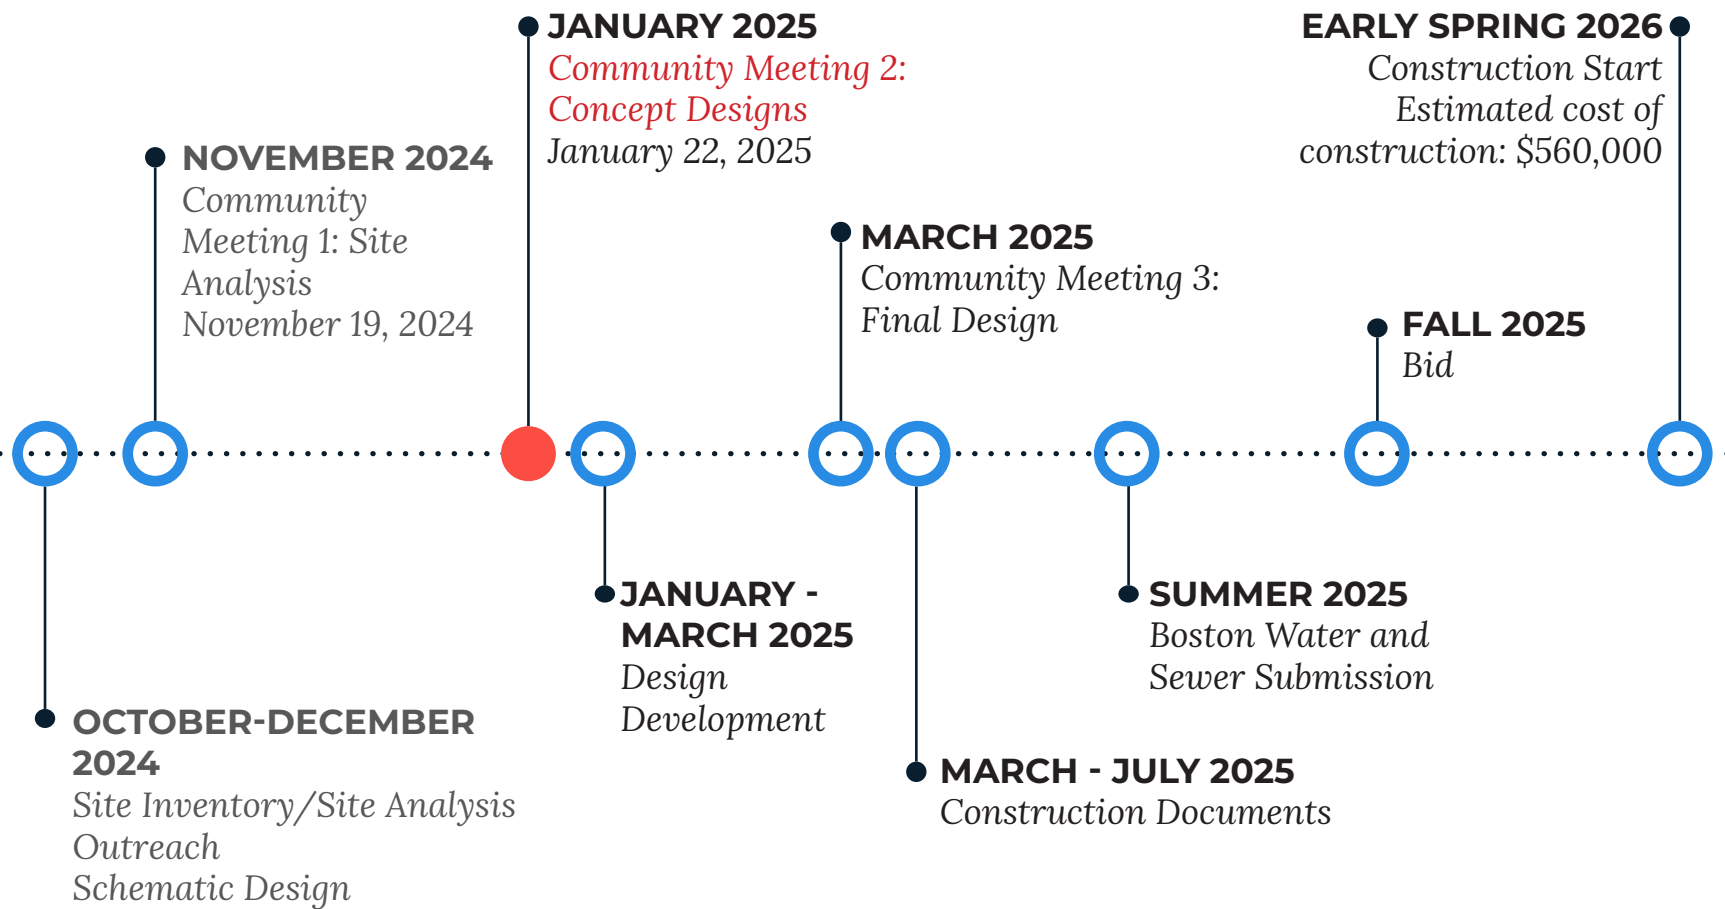 OCTOBER-DECEMBER
2024
Site Inventory/Site Analysis
Outreach
Schematic Design
NOVEMBER 2024
Community
Meeting 1: Site
Analysis
November 19, 2024
JANUARY 2025
Community Meeting 2:
Concept Designs
January 22, 2025
JANUARY -
MARCH 2025
Design
Development
MARCH 2025
Community Meeting 3:
Final Design
MARCH - JULY 2025
Construction Documents
SUMMER 2025
Boston Water and
Sewer Submission
FALL 2025
Bid
EARLY SPRING 2026
Construction Start
Estimated cost of
construction: $560,000